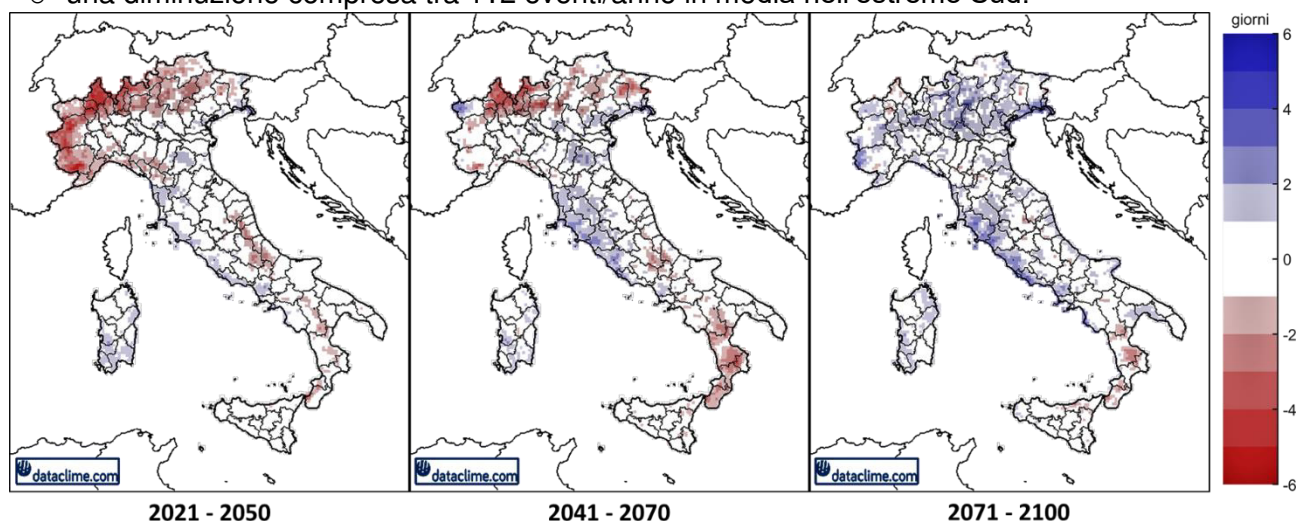 una diminuzione compresa tra 1 12 eventi/anno in media nell'estremo Sud.
giorni
6
4
2
0
-2
-4
-6
dataclime.com
dataclime.com
dataclime.com
2021 - 2050
2041 - 2070
2071 - 2100